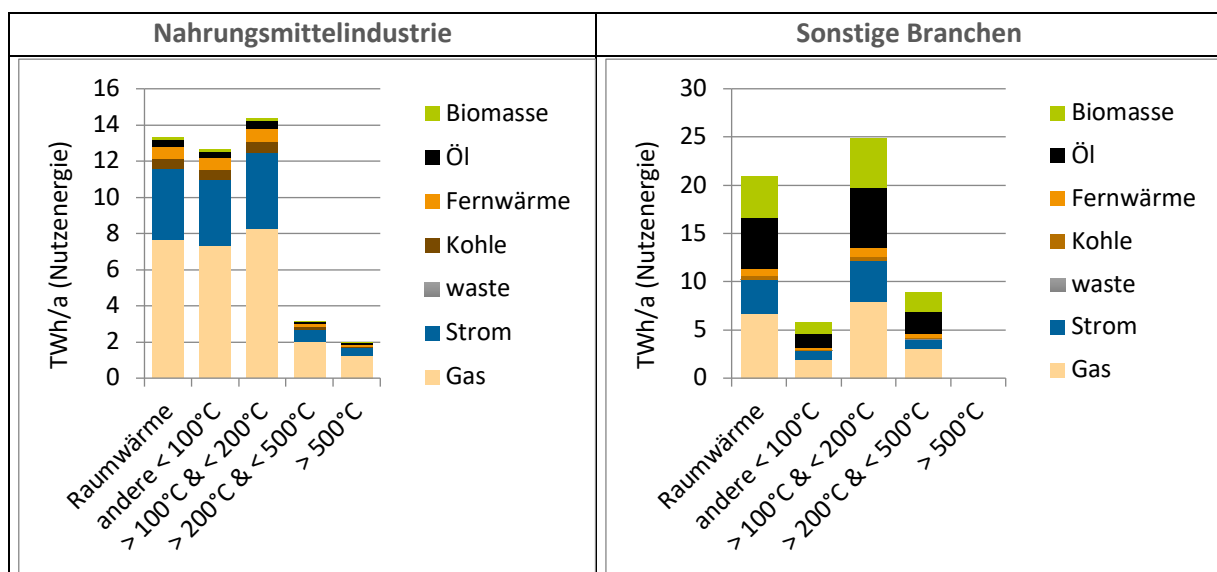 Nahrungsmittelindustrie
Sonstige Branchen
TWh/a (Nutzenergie)
16
14
12
10
8
6
4
2
0
Raumwärme
andere < 100°C
> 100°C & < 200°C
> 200°C & < 500°C
> 500°C
Biomasse
Öl
Fernwärme
Kohle
waste
Strom
Gas
TWh/a (Nutzenergie)
30
25
20
15
10
5
0
Raumwärme
andere < 100°C
> 100°C & < 200°C
> 200°C & < 500°C
> 500°C
Biomasse
Öl
Fernwärme
Kohle
waste
Strom
Gas